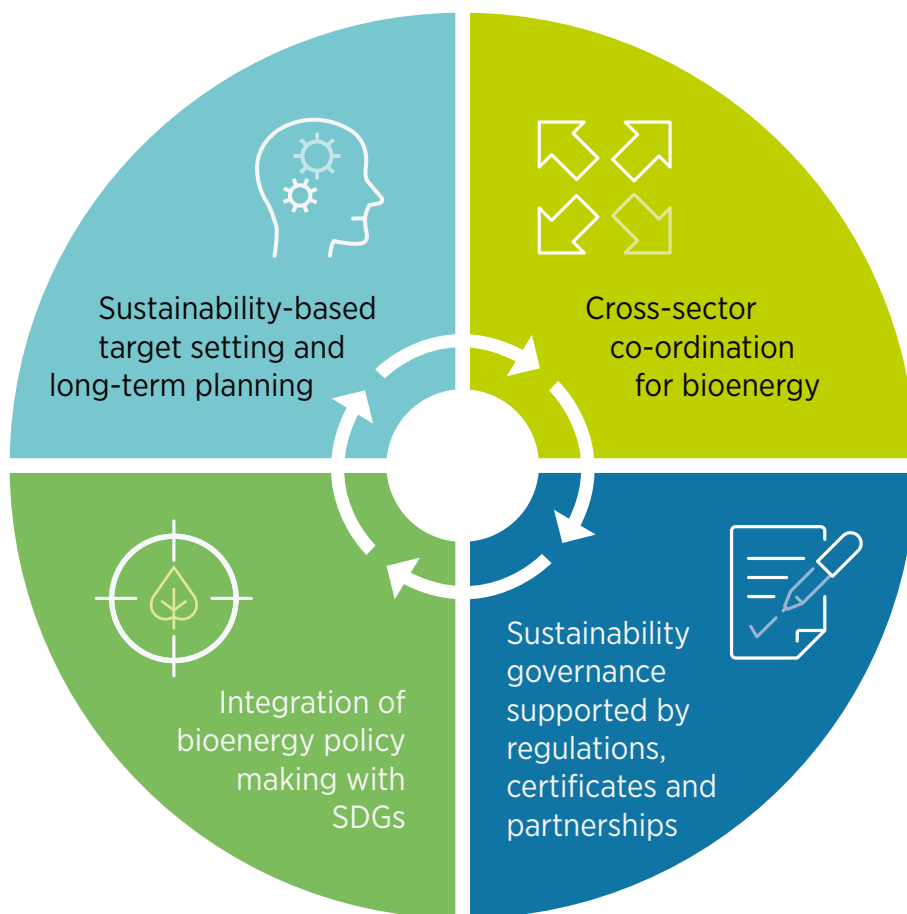 Sustainability-based
target setting and
long-term planning
Cross-sector
co-ordination
for bioenergy
Integration of
bioenergy policy
making with
SDGs
Sustainability
governance
supported by
regulations,
certificates and
partnerships